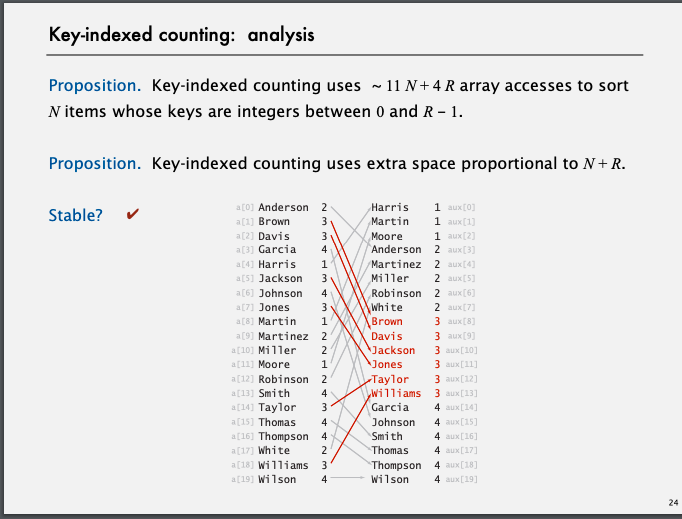 Key-indexed counting: analysis
Proposition. Key-indexed counting uses ~ 11 N + 4 R array accesses to sort
N items whose keys are integers between 0 and R – 1.
Proposition. Key-indexed counting uses extra space proportional to N + R.
Stable? ✔
a[0] Anderson 2 Harris 1 aux[0]
a[1] Brown 3 Martin 1 aux[1]
a[2] Davis 3 Moore 1 aux[2]
a[3] Garcia 4 Anderson 2 aux[3]
a[4] Harris 1 Martinez 2 aux[4]
a[5] Jackson 3 Miller 2 aux[5]
a[6] Johnson 4 Robinson 2 aux[6]
a[7] Jones 3 White 2 aux[7]
a[8] Martin 1 Brown 3 aux[8]
a[9] Martinez 2 Davis 3 aux[9]
a[10] Miller 2 Jackson 3 aux[10]
a[11] Moore 1 Jones 3 aux[11]
a[12] Robinson 2 Taylor 3 aux[12]
a[13] Smith 4 Williams 3 aux[13]
a[14] Taylor 3 Garcia 4 aux[14]
a[15] Thomas 4 Johnson 4 aux[15]
a[16] Thompson 4 Smith 4 aux[16]
a[17] White 2 Thomas 4 aux[17]
a[18] Williams 3 Thompson 4 aux[18]
a[19] Wilson 4 Wilson 4 aux[19]
24